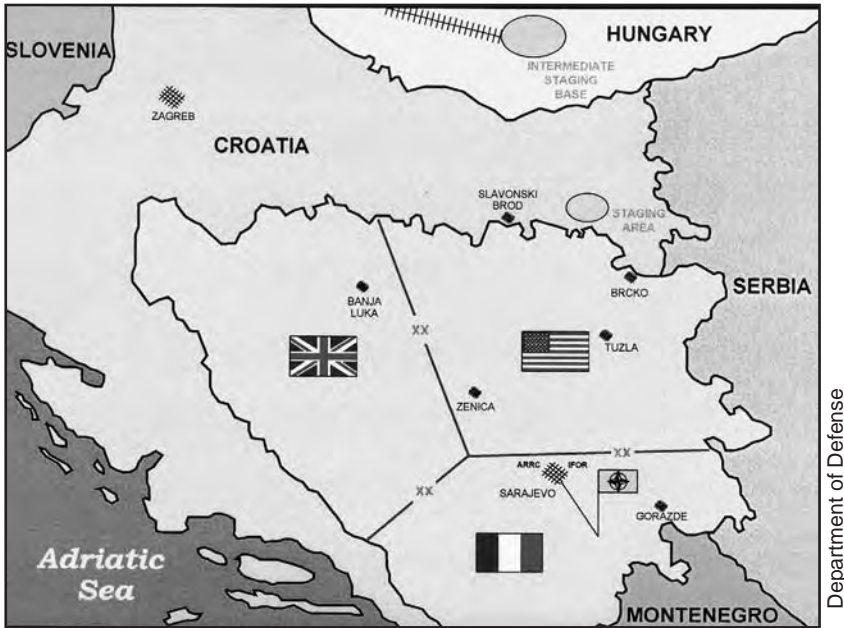 SLOVENIA
HUNGARY
INTERMEDIATE
STAGING
BASE
ZAGREB
CROATIA
SLAVONSKI
BROD
STAGING
AREA
SERBIA
BRCKO
BANJA
LUKA
XX
TUZLA
ZENICA
XX
ARRC IFOR
SARAJEVO
XX
GORAZDE
Adriatic
Sea
MONTENEGRO
Department of Defense